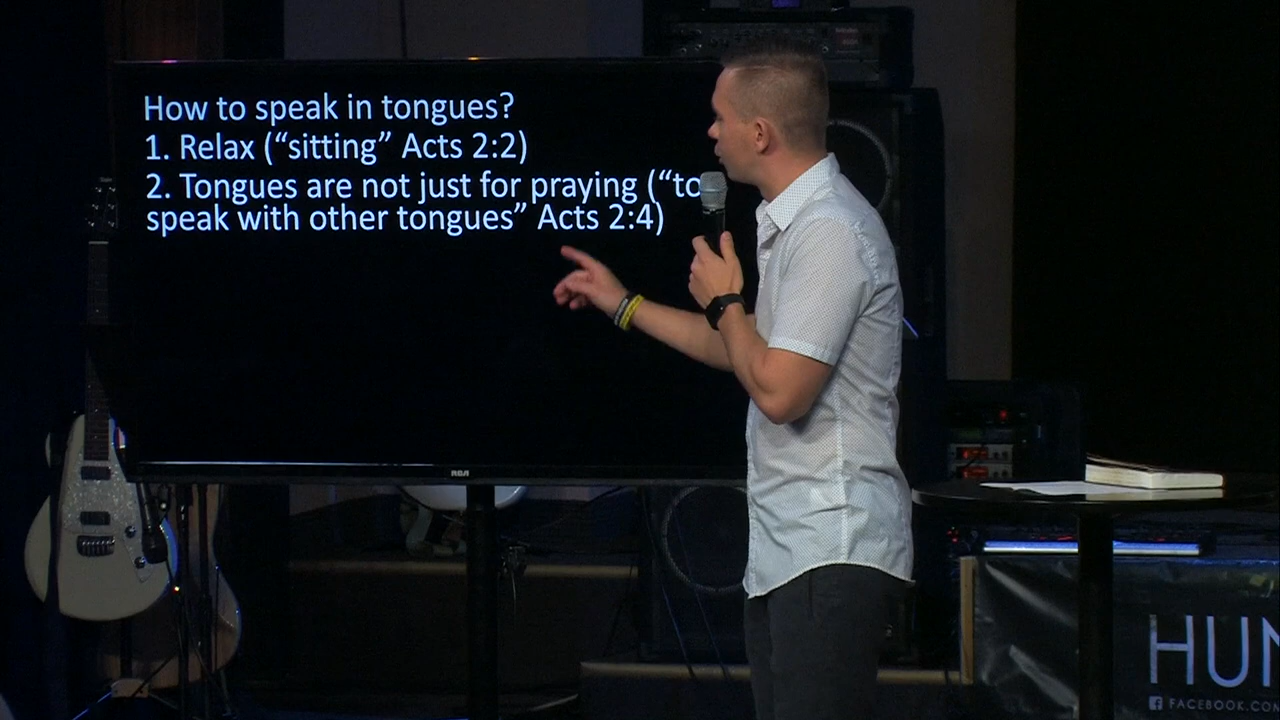 How to speak in tongues?
1. Relax (“sitting” Acts 2:2)
2. Tongues are not just for praying (“to
speak with other tongues” Acts 2:4)
RCA
HUN
FACEBOOK.COM